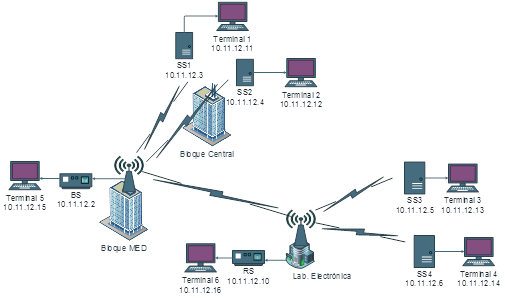 Terminal 1
10.11.12.11
SS1
10.11.12.3
SS2
10.11.12.4
Terminal 2
10.11.12.12
Bloque Central
Terminal 5
10.11.12.15
BS
10.11.12.2
Bloque MED
SS3
10.11.12.5
Terminal 3
10.11.12.13
Terminal 6
10.11.12.16
RS
10.11.12.10
Lab. Electrónica
SS4
10.11.12.6
Terminal 4
10.11.12.14